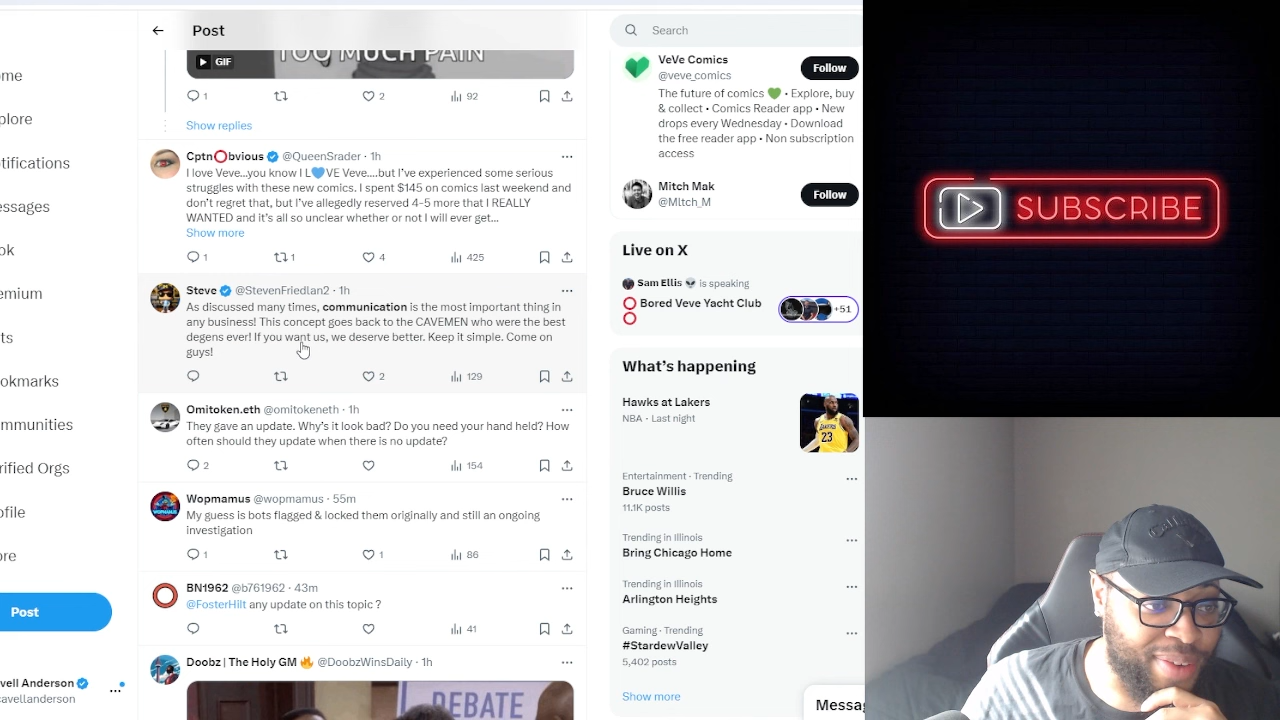 Post
TOO MUCH PAIN
GIF
1
2
92
Show replies
Cptn⭕bvious @QueenSrader · 1h
I love Veve...you know I L💙VE Veve....but I've experienced some serious
struggles with these new comics. I spent $145 on comics last weekend and
don't regret that, but I've allegedly reserved 4-5 more that I REALLY
WANTED and it's all so unclear whether or not I will ever get...
Show more
1
1
4
425
Steve @StevenFriedlan2 · 1h
As discussed many times, communication is the most important thing in
any business! This concept goes back to the CAVEMEN who were the best
degens ever! If you want us, we deserve better. Keep it simple. Come on
guys!
2
129
Omitoken.eth @omitokeneth · 1h
They gave an update. Why's it look bad? Do you need your hand held? How
often should they update when there is no update?
2
154
Wopmamus @wopmamus · 55m
My guess is bots flagged & locked them originally and still an ongoing
investigation
1
1
86
BN1962 @b761962 · 43m
@FosterHilt any update on this topic ?
41
Doobz | The Holy GM 🔥 @DoobzWinsDaily · 1h
DEBATE
ome
plore
otifications
essages
ok
emium
ts
okmarks
mmunities
rified Orgs
ofile
ore
Post
avell Anderson
cavellanderson
Search
VeVe Comics
@veve_comics
Follow
The future of comics 💚 • Explore, buy
& collect • Comics Reader app • New
drops every Wednesday • Download
the free reader app • Non subscription
access
Mitch Mak
@Mltch_M
Follow
Live on X
Sam Ellis 👽 is speaking
⭕ Bored Veve Yacht Club
⭕
+51
What's happening
Hawks at Lakers
NBA · Last night
23
Entertainment · Trending
Bruce Willis
11.1K posts
Trending in Illinois
Bring Chicago Home
Trending in Illinois
Arlington Heights
Gaming · Trending
#StardewValley
5,402 posts
Show more
Messa
SUBSCRIBE